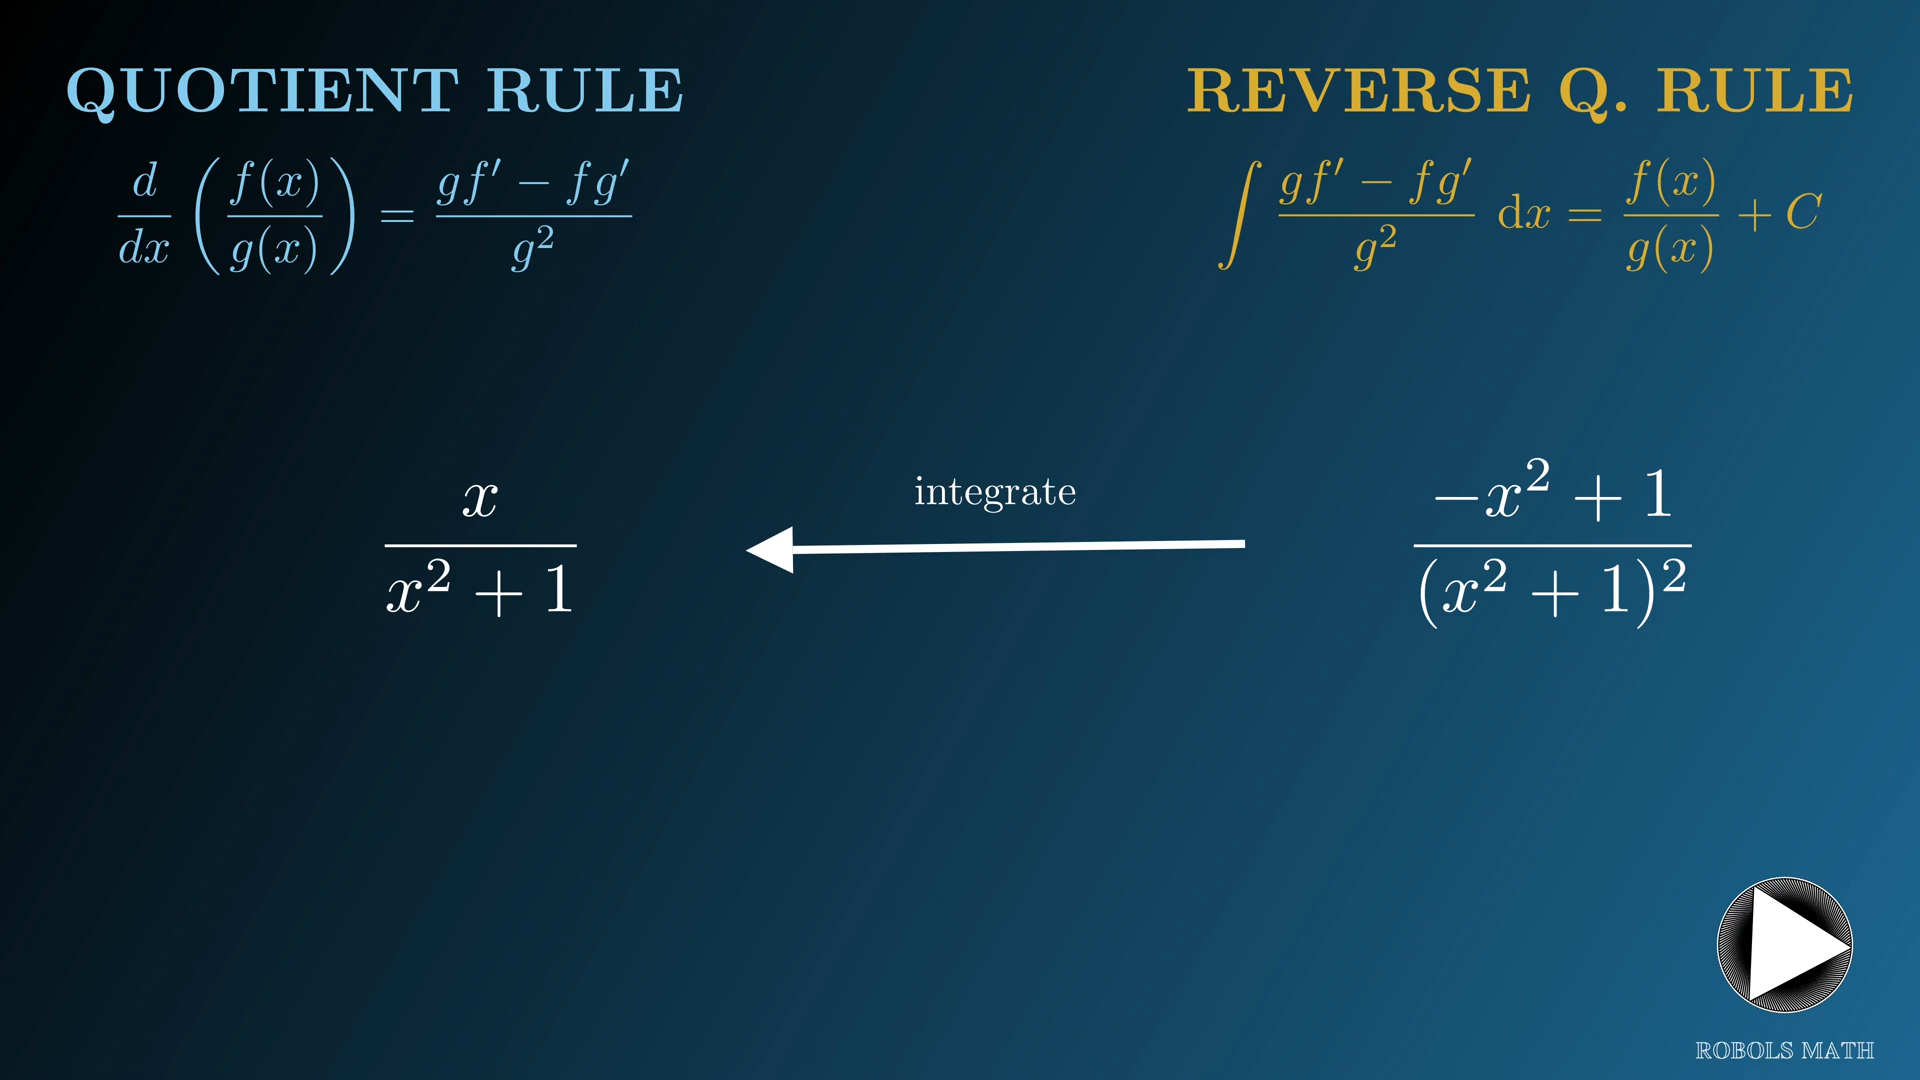 QUOTIENT RULE
d/dx (f(x)/g(x)) = (gf′ − fg′)/g²
REVERSE Q. RULE
∫ (gf′ − fg′)/g² dx = f(x)/g(x) + C
x/(x² + 1)
integrate
(−x² + 1)/(x² + 1)²
ROBOLS MATH